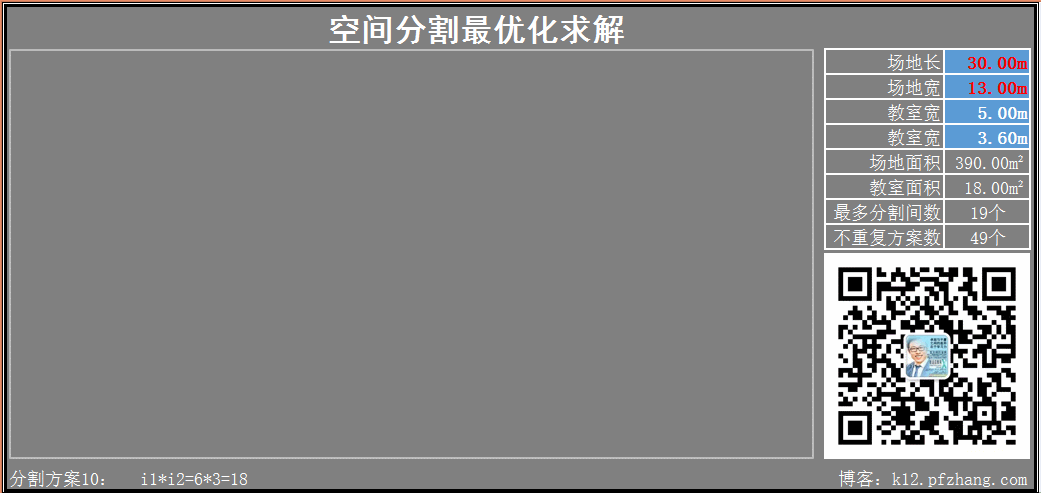 空间分割最优化求解
场地长 30.00m
场地宽 13.00m
教室宽 5.00m
教室宽 3.60m
场地面积 390.00m²
教室面积 18.00m²
最多分割间数 19个
不重复方案数 49个
分割方案10: i1*i2=6*3=18
博客: k12.pfzhang.com